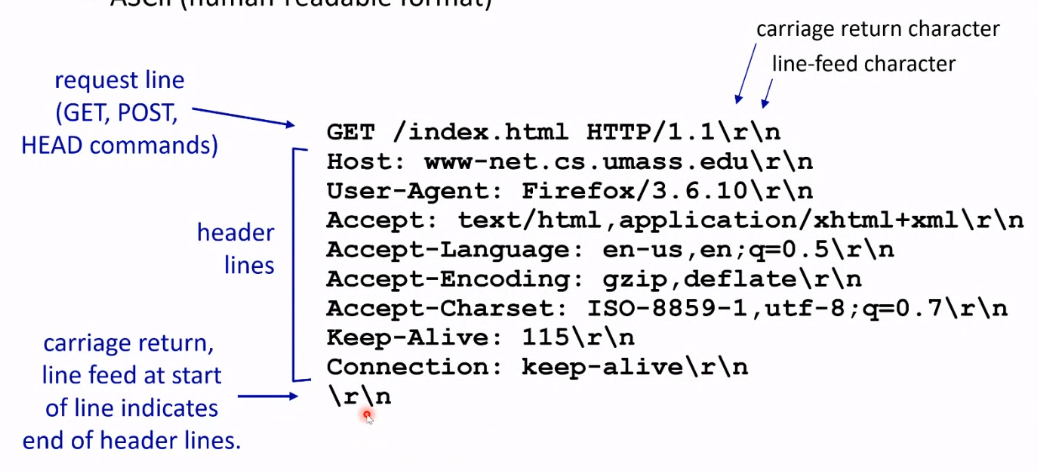 ASCII (human-readable format)
carriage return character
line-feed character
request line
(GET, POST,
HEAD commands)
GET /index.html HTTP/1.1\r\n
Host: www-net.cs.umass.edu\r\n
User-Agent: Firefox/3.6.10\r\n
Accept: text/html,application/xhtml+xml\r\n
Accept-Language: en-us,en;q=0.5\r\n
Accept-Encoding: gzip,deflate\r\n
Accept-Charset: ISO-8859-1,utf-8;q=0.7\r\n
Keep-Alive: 115\r\n
Connection: keep-alive\r\n
\r\n
header
lines
carriage return,
line feed at start
of line indicates
end of header lines.